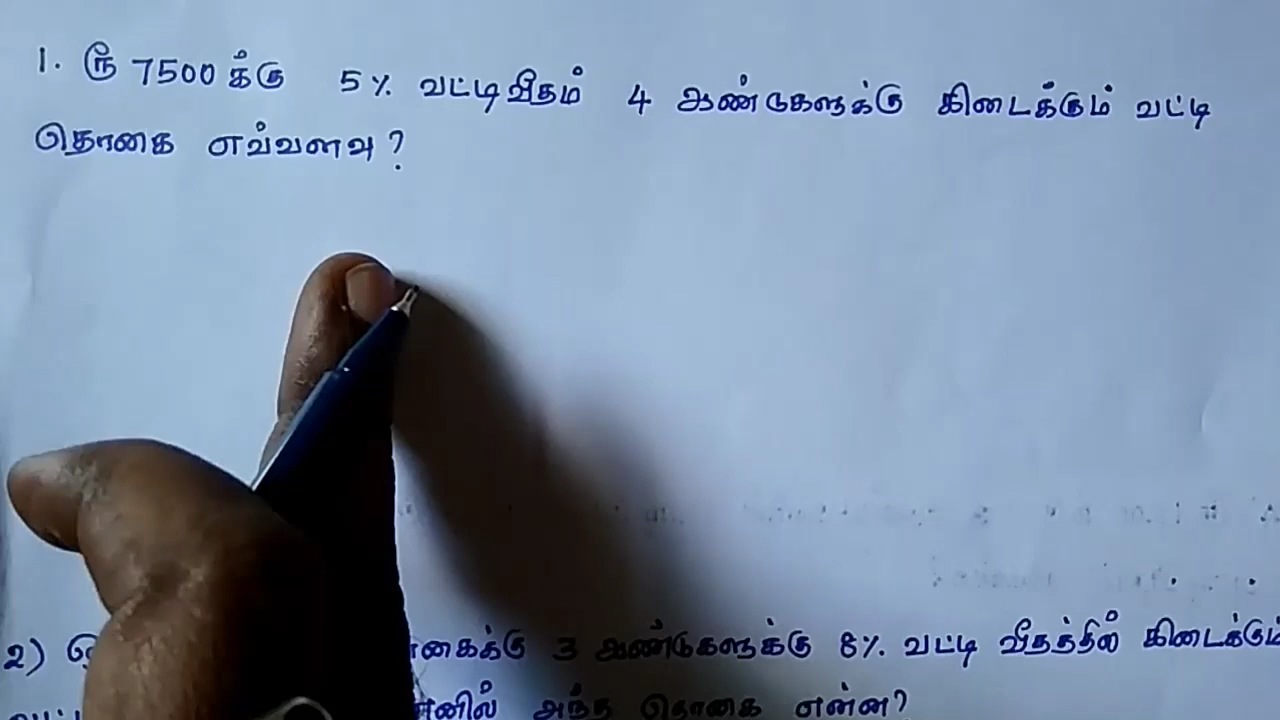 1. ரூ 7500 க்கு 5% வட்டிவீதம் 4 ஆண்டுகளுக்கு கிடைக்கும் வட்டி
தொகை எவ்வளவு?
2) தொகைக்கு 3 ஆண்டுகளுக்கு 8% வட்டி வீதத்தில் கிடைக்கும்
அந்த தொகை என்ன?